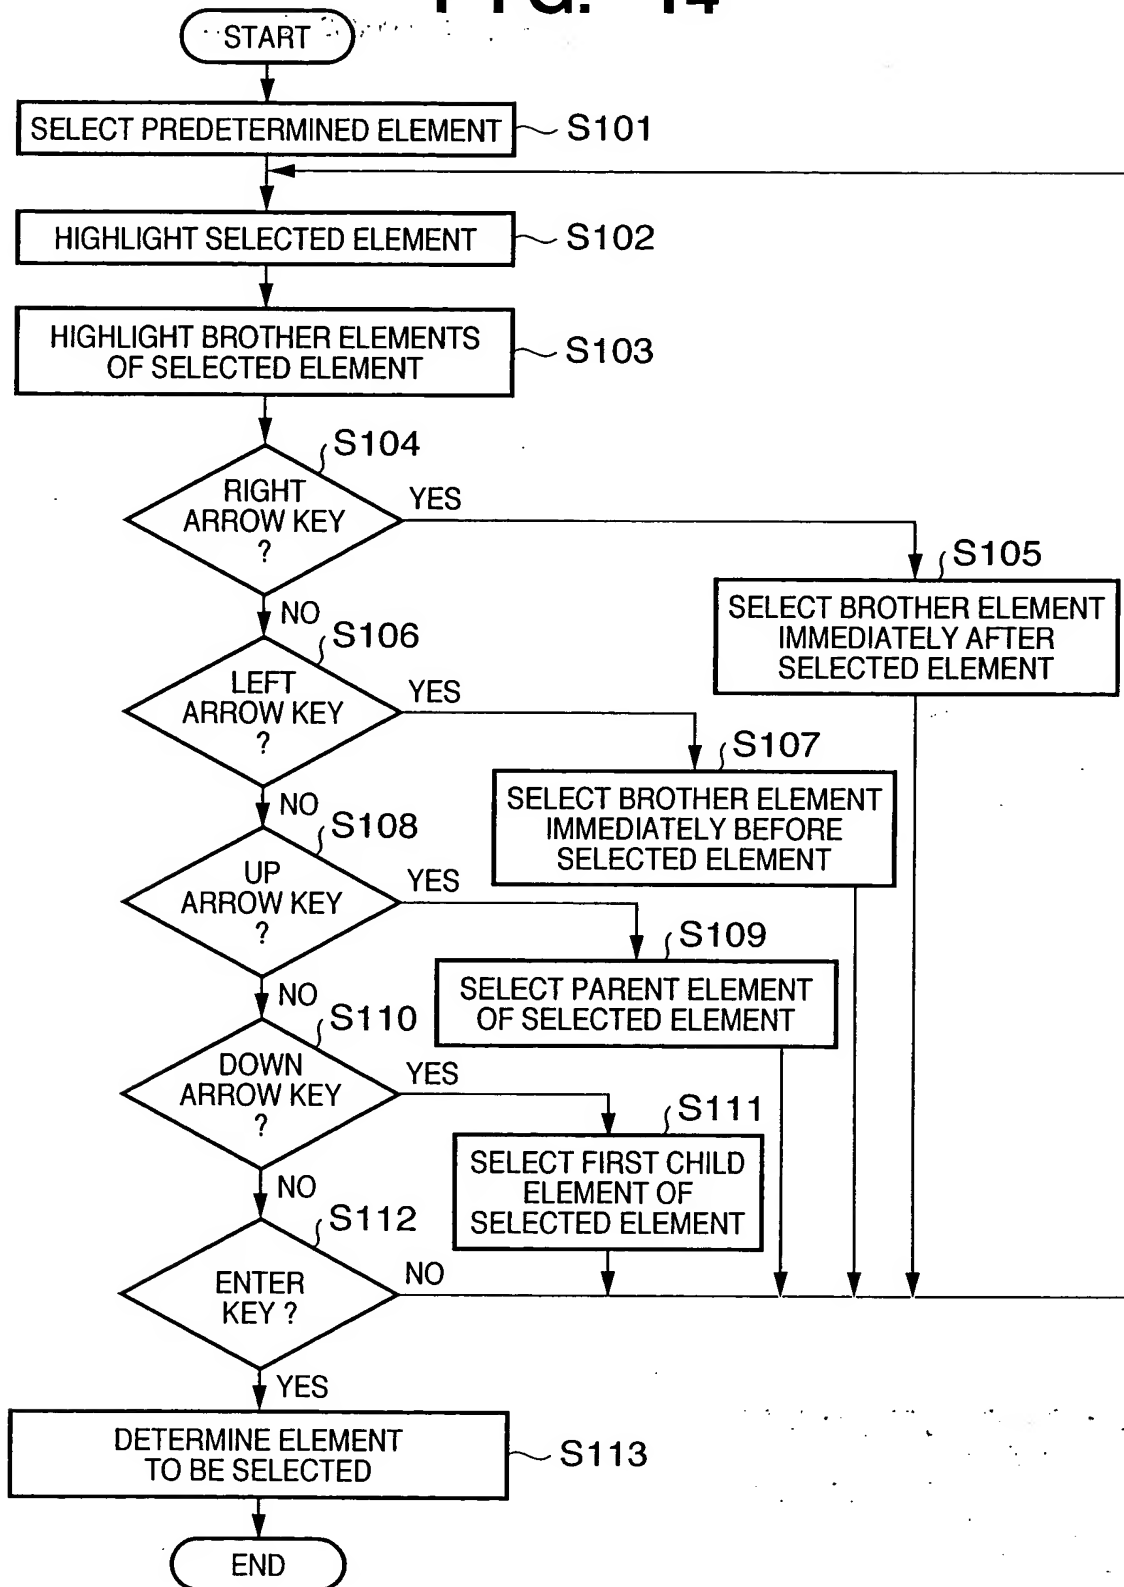 FIG. 14
START
SELECT PREDETERMINED ELEMENT
S101
HIGHLIGHT SELECTED ELEMENT
S102
HIGHLIGHT BROTHER ELEMENTS
OF SELECTED ELEMENT
S103
S104
RIGHT
ARROW KEY
?
YES
NO
S105
SELECT BROTHER ELEMENT
IMMEDIATELY AFTER
SELECTED ELEMENT
S106
LEFT
ARROW KEY
?
YES
NO
S107
SELECT BROTHER ELEMENT
IMMEDIATELY BEFORE
SELECTED ELEMENT
S108
UP
ARROW KEY
?
YES
NO
S109
SELECT PARENT ELEMENT
OF SELECTED ELEMENT
S110
DOWN
ARROW KEY
?
YES
NO
S111
SELECT FIRST CHILD
ELEMENT OF
SELECTED ELEMENT
S112
ENTER
KEY ?
NO
YES
DETERMINE ELEMENT
TO BE SELECTED
S113
END